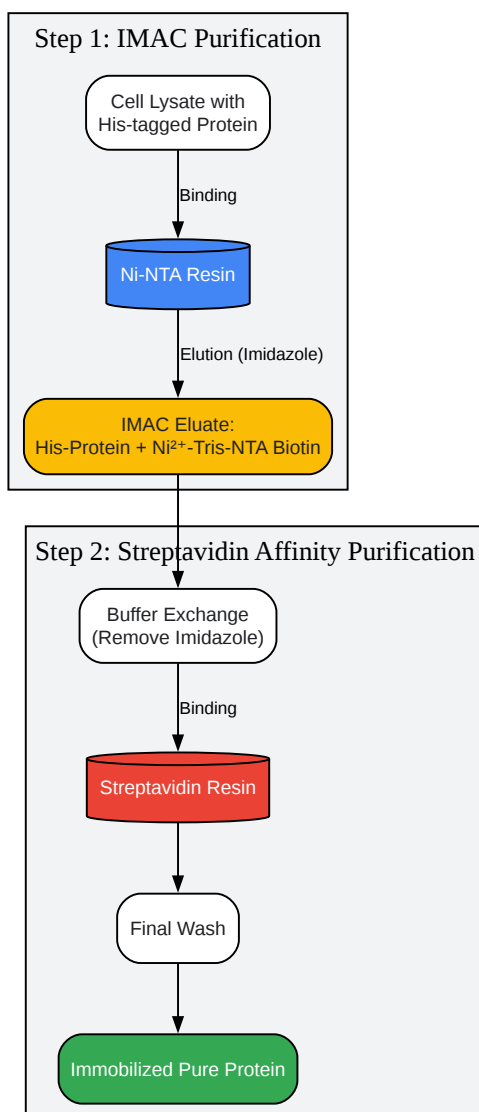 Step 1: IMAC Purification
Cell Lysate with
His-tagged Protein
Binding
Ni-NTA Resin
Elution (Imidazole)
IMAC Eluate:
His-Protein + Ni²⁺-Tris-NTA Biotin
Step 2: Streptavidin Affinity Purification
Buffer Exchange
(Remove Imidazole)
Binding
Streptavidin Resin
Final Wash
Immobilized Pure Protein